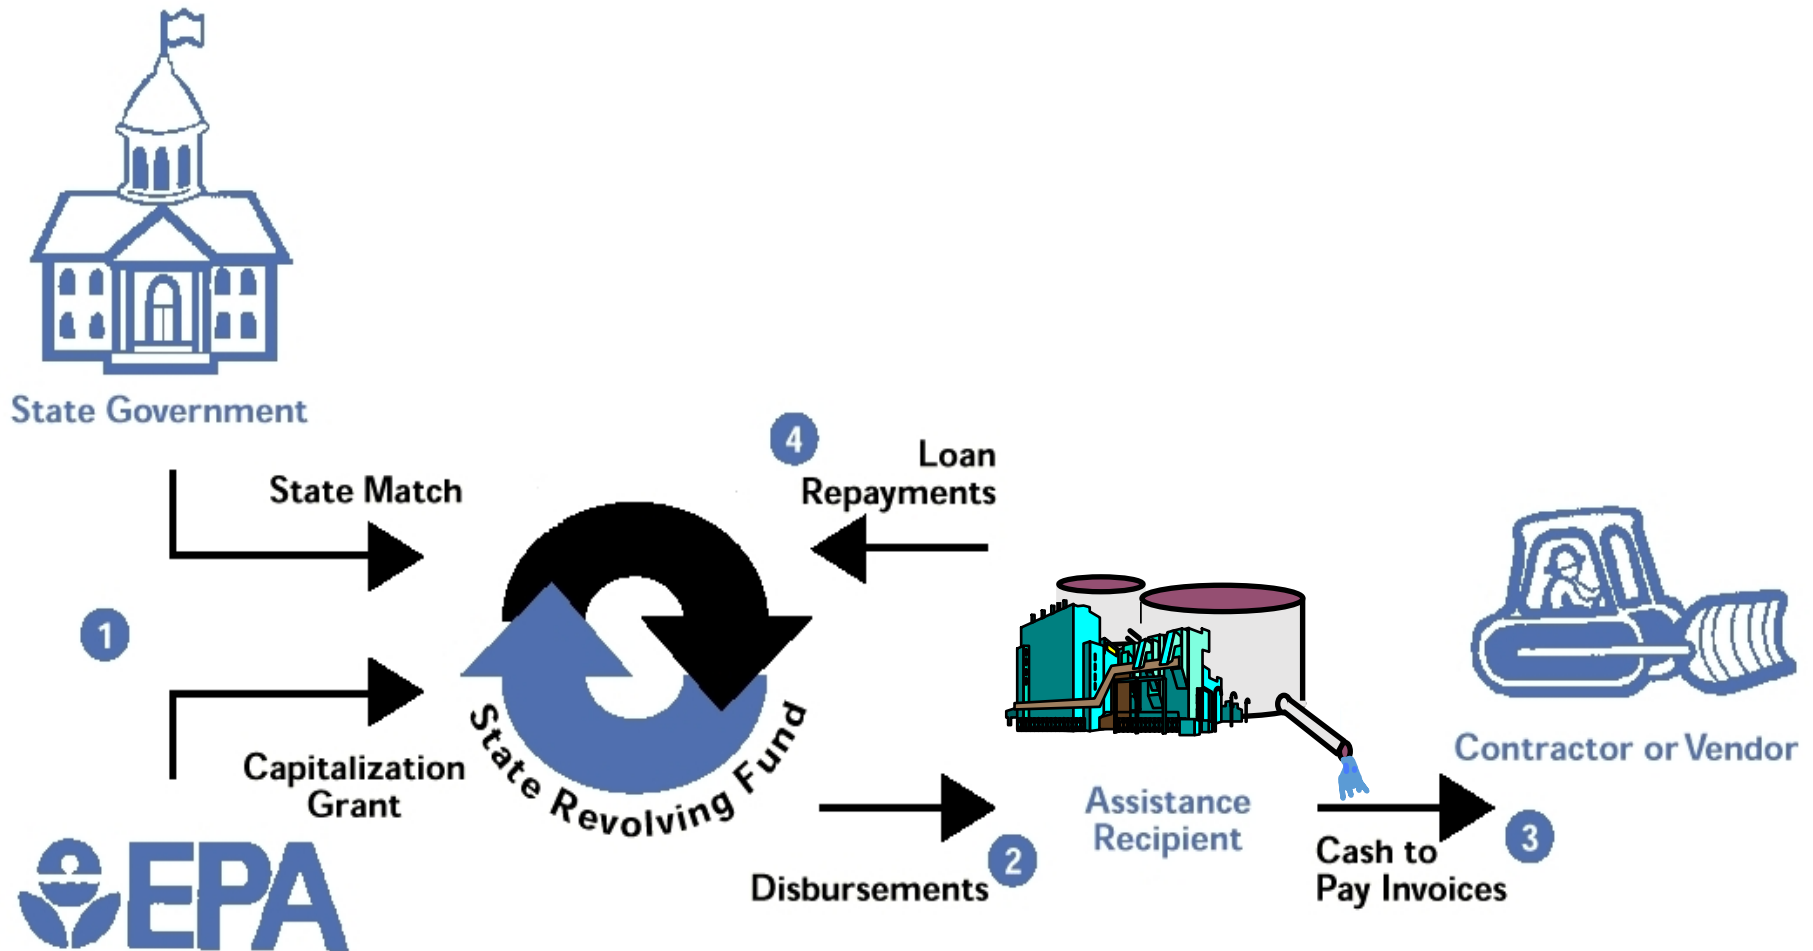 State Government
State Match
1
Capitalization
Grant
EPA
State Revolving Fund
4
Loan
Repayments
Disbursements
2
Assistance
Recipient
Cash to
Pay Invoices
3
Contractor or Vendor